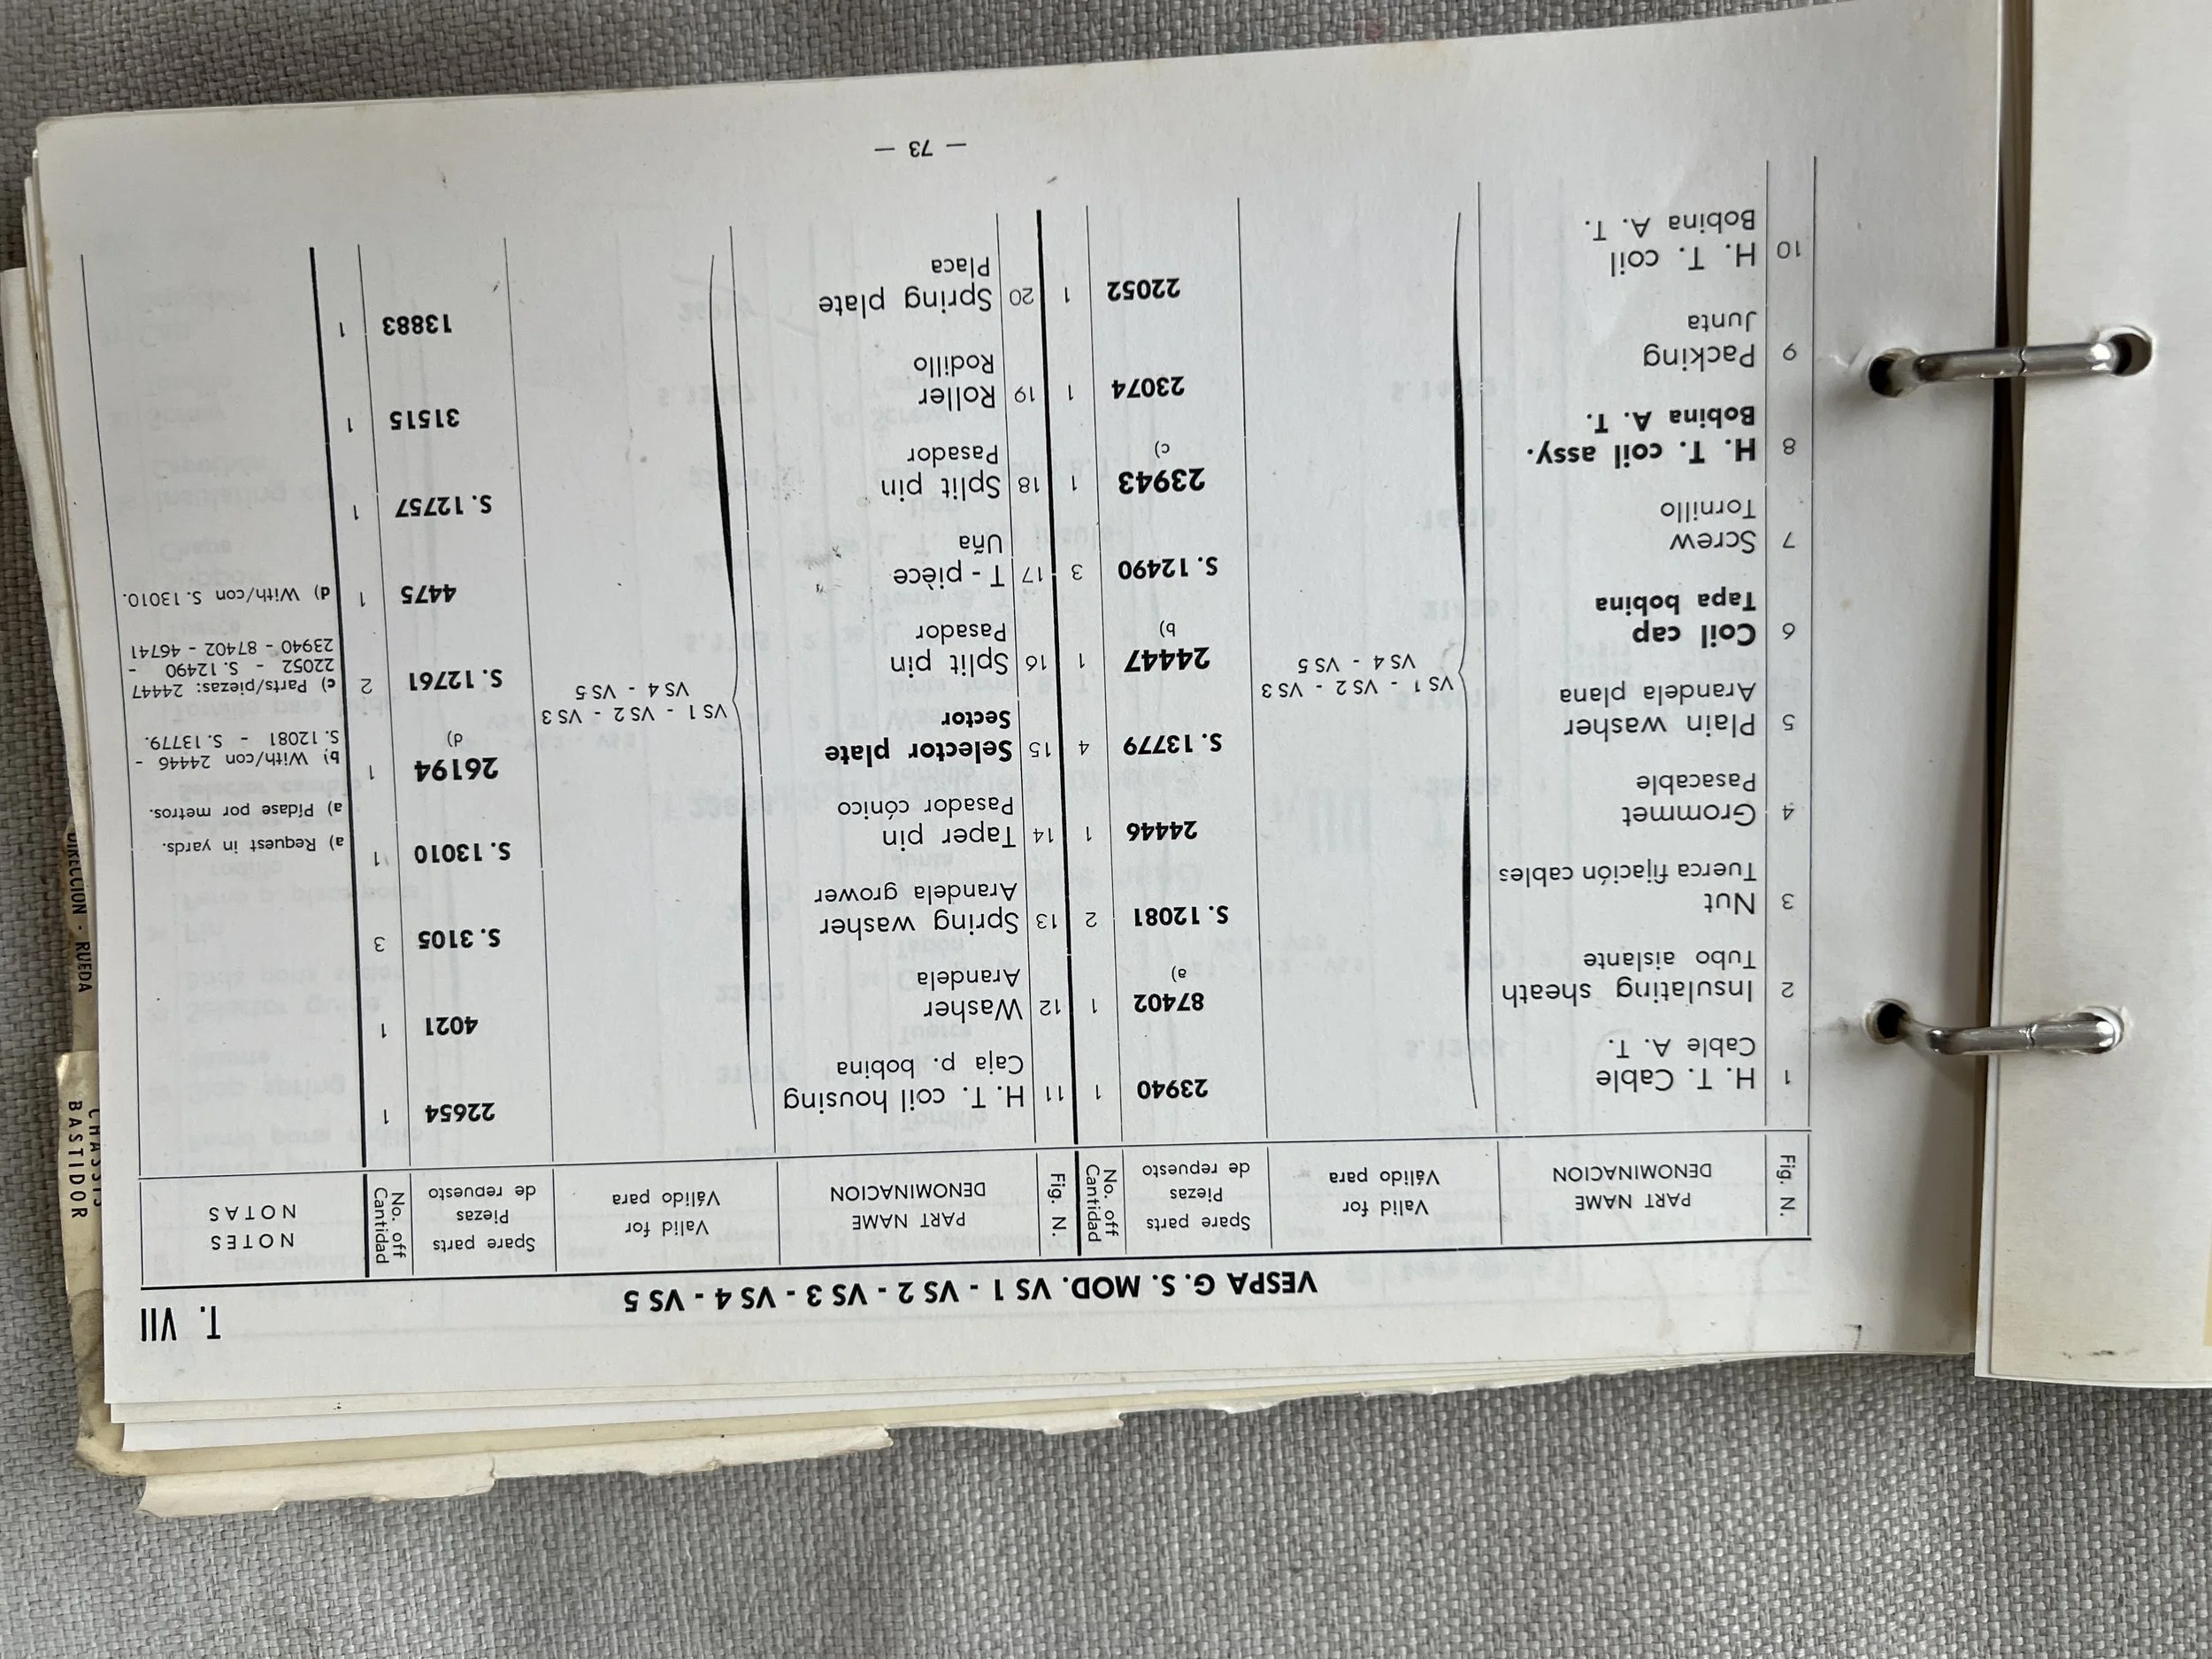 T. VII
VESPA G. S. MOD. VS 1 - VS 2 - VS 3 - VS 4 - VS 5
Fig. N.
PART NAME
DENOMINACION
Valid for
Válido para
Spare parts
Piezas
de repuesto
No. off
Cantidad
Fig. N
PART NAME
DENOMINACION
Valid for
Válido para
Spare parts
Piezas
de repuesto
No. off
Cantidad
NOTES
NOTAS
1 H. T. Cable 23940 1
Cable A. T.
2 Insulating sheath 87402 1
Tubo aislante a)
3 Nut S. 12081 2
Tuerca fijación cables
4 Grommet 24446 1
Pasacable
5 Plain washer S. 13779 4
Arandela plana
VS 1 - VS 2 - VS 3
VS 4 - VS 5
6 Coil cap 24447 1
Tapa bobina b)
7 Screw S. 12490 3
Tornillo
8 H. T. coil assy. 23943 1
Bobina A. T. c)
9 Packing 23074 1
Junta
10 H. T. coil 22052 1
Bobina A. T.
11 H. T. coil housing 22654 1
Caja p. bobina
12 Washer 4021 1
Arandela
13 Spring washer S. 3105 3
Arandela grower
14 Taper pin S. 13010 1
Pasador cónico
15 Selector plate 26194 1
Sector d)
VS 1 - VS 2 - VS 3
VS 4 - VS 5
16 Split pin S. 12761 2
Pasador
17 T - pièce 4475 1
Uña
18 Split pin S. 12757 1
Pasador
19 Roller 31515 1
Rodillo
20 Spring plate 13883 1
Placa
a) Request in yards.
a) Pídase por metros.
b) With/con 24446 -
S. 12081 - S. 13779.
c) Parts/piezas: 24447
22052 - S. 12490 -
23940 - 87402 - 46741
d) With/con S. 13010.
— 73 —
CHASSIS
BASTIDOR
DIRECCION - RUEDA